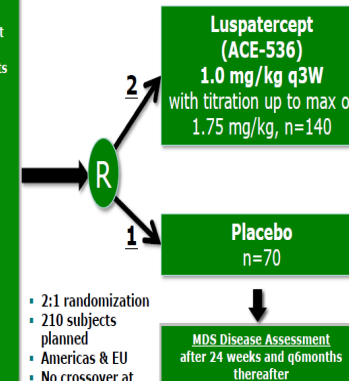 t
ts
Luspatercept
(ACE-536)
1.0 mg/kg q3W
with titration up to max o
1.75 mg/kg, n=140
2
R
1
Placebo
n=70
▪ 2:1 randomization
▪ 210 subjects
planned
▪ Americas & EU
▪ No crossover at
MDS Disease Assessment
after 24 weeks and q6months
thereafter